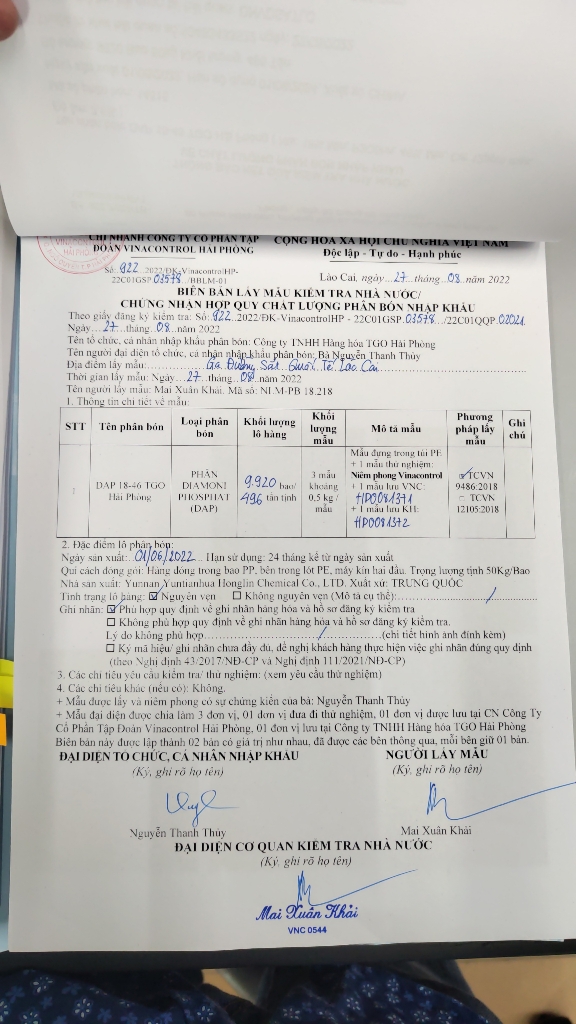 CHI NHÁNH CÔNG TY CỔ PHẦN TẬP
ĐOÀN VINACONTROL HẢI PHÒNG
CỘNG HÒA XÃ HỘI CHỦ NGHĨA VIỆT NAM
Độc lập - Tự do - Hạnh phúc
Số: 922..2022/ĐK-VinacontrolHP-
22C01GSP.03578../BBLM-01
Lào Cai, ngày...27...tháng...08..năm 2022
BIÊN BẢN LẤY MẪU KIỂM TRA NHÀ NƯỚC/
CHỨNG NHẬN HỢP QUY CHẤT LƯỢNG PHÂN BÓN NHẬP KHẨU
Theo giấy đăng ký kiểm tra: Số:922..2022/ĐK-VinacontrolHP - 22C01GSP.03578../22C01QQP.02021
Ngày...27...tháng..08..năm 2022
Tên tổ chức, cá nhân nhập khẩu phân bón: Công ty TNHH Hàng hóa TGO Hải Phòng
Tên người đại diện tổ chức, cá nhân nhập khẩu phân bón: Bà Nguyễn Thanh Thủy
Địa điểm lấy mẫu:...Ga Đường Sắt Quốc Tế Lào Cai...
Thời gian lấy mẫu: Ngày...27...tháng..08..năm 2022
Tên người lấy mẫu: Mai Xuân Khải. Mã số: NLM-PB 18.218
1. Thông tin chi tiết về mẫu:
STT Tên phân bón Loại phân bón Khối lượng lô hàng Khối lượng mẫu Mô tả mẫu Phương pháp lấy mẫu Ghi chú
1
DAP 18-46 TGO
Hải Phòng
PHÂN
DIAMONI
PHOSPHAT
(DAP)
9.920 bao/
496 tấn tịnh
3 mẫu
khoảng
0.5 kg /
mẫu
Mẫu đựng trong túi PE
+ 1 mẫu thử nghiệm:
Niêm phong Vinacontrol
+ 1 mẫu lưu VNC:
HD0081371
+ 1 mẫu lưu KH:
HD0081372
☑ TCVN
9486:2018
☐ TCVN
12105:2018
2. Đặc điểm lô phân bón:
Ngày sản xuất: 01/06/2022... Hạn sử dụng: 24 tháng kể từ ngày sản xuất
Qui cách đóng gói: Hàng đóng trong bao PP, bên trong lót PE, máy kín hai đầu. Trọng lượng tịnh 50Kg/Bao
Nhà sản xuất: Yunnan Yuntianhua Honglin Chemical Co., LTD. Xuất xứ: TRUNG QUỐC
Tình trạng lô hàng: ☑ Nguyên vẹn ☐ Không nguyên vẹn (Mô tả cụ thể):.........../
Ghi nhãn: ☑ Phù hợp quy định về ghi nhãn hàng hóa và hồ sơ đăng ký kiểm tra
☐ Không phù hợp quy định về ghi nhãn hàng hóa và hồ sơ đăng ký kiểm tra.
Lý do không phù hợp........../..........(chi tiết hình ảnh đính kèm)
☐ Ký mã hiệu/ ghi nhãn chưa đầy đủ, đề nghị khách hàng thực hiện việc ghi nhãn đúng quy định
(theo Nghị định 43/2017/NĐ-CP và Nghị định 111/2021/NĐ-CP)
3. Các chỉ tiêu yêu cầu kiểm tra/ thử nghiệm: (xem yêu cầu thử nghiệm)
4. Các chỉ tiêu khác (nếu có): Không.
+ Mẫu được lấy và niêm phong có sự chứng kiến của bà: Nguyễn Thanh Thủy
+ Mẫu đại diện được chia làm 3 đơn vị, 01 đơn vị đưa đi thử nghiệm, 01 đơn vị được lưu tại CN Công Ty
Cổ Phần Tập Đoàn Vinacontrol Hải Phòng, 01 đơn vị lưu tại Công ty TNHH Hàng hóa TGO Hải Phòng
Biên bản này được lập thành 02 bản có giá trị như nhau, đã được các bên thông qua, mỗi bên giữ 01 bản.
ĐẠI DIỆN TỔ CHỨC, CÁ NHÂN NHẬP KHẨU
(Ký, ghi rõ họ tên)
Nguyễn Thanh Thủy
NGƯỜI LẤY MẪU
(Ký, ghi rõ họ tên)
Mai Xuân Khải
ĐẠI DIỆN CƠ QUAN KIỂM TRA NHÀ NƯỚC
(Ký, ghi rõ họ tên)
Mai Xuân Khải
VNC 0544